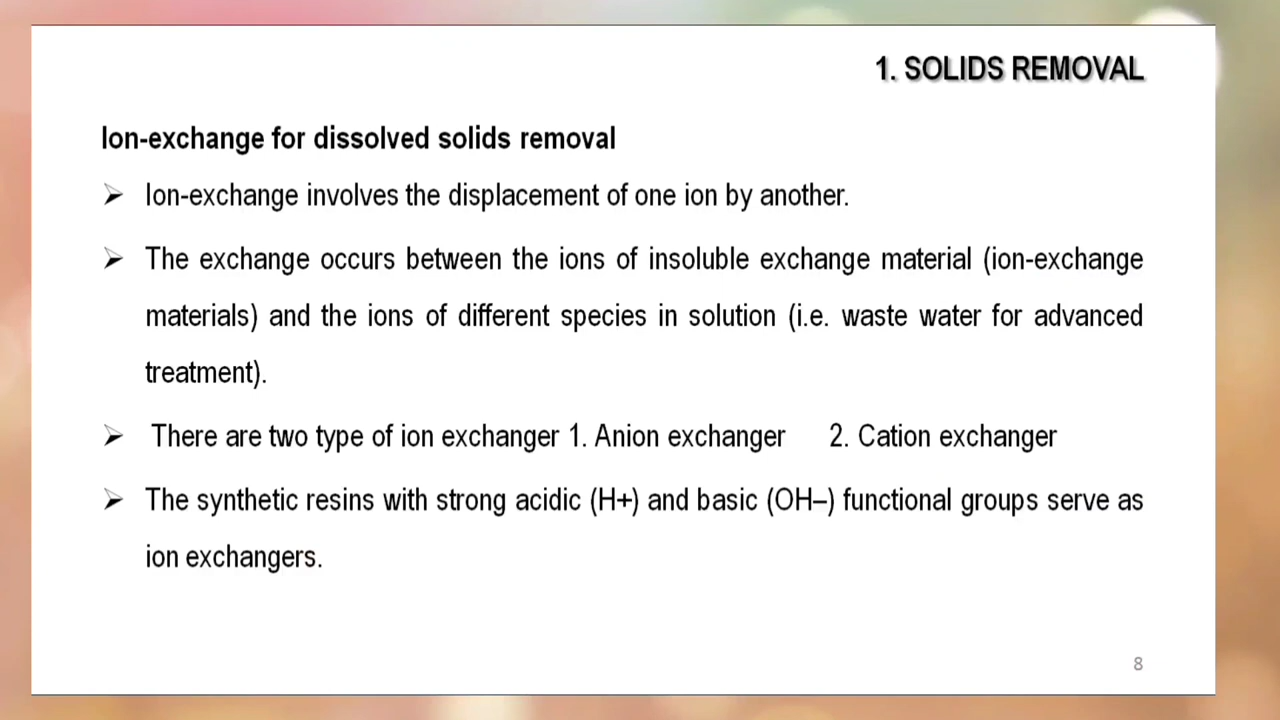 1. SOLIDS REMOVAL
Ion-exchange for dissolved solids removal
➢ Ion-exchange involves the displacement of one ion by another.
➢ The exchange occurs between the ions of insoluble exchange material (ion-exchange
materials) and the ions of different species in solution (i.e. waste water for advanced
treatment).
➢ There are two type of ion exchanger 1. Anion exchanger 2. Cation exchanger
➢ The synthetic resins with strong acidic (H+) and basic (OH–) functional groups serve as
ion exchangers.
8